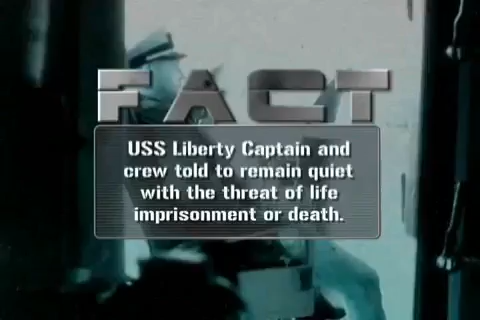 FACT
USS Liberty Captain and
crew told to remain quiet
with the threat of life
imprisonment or death.